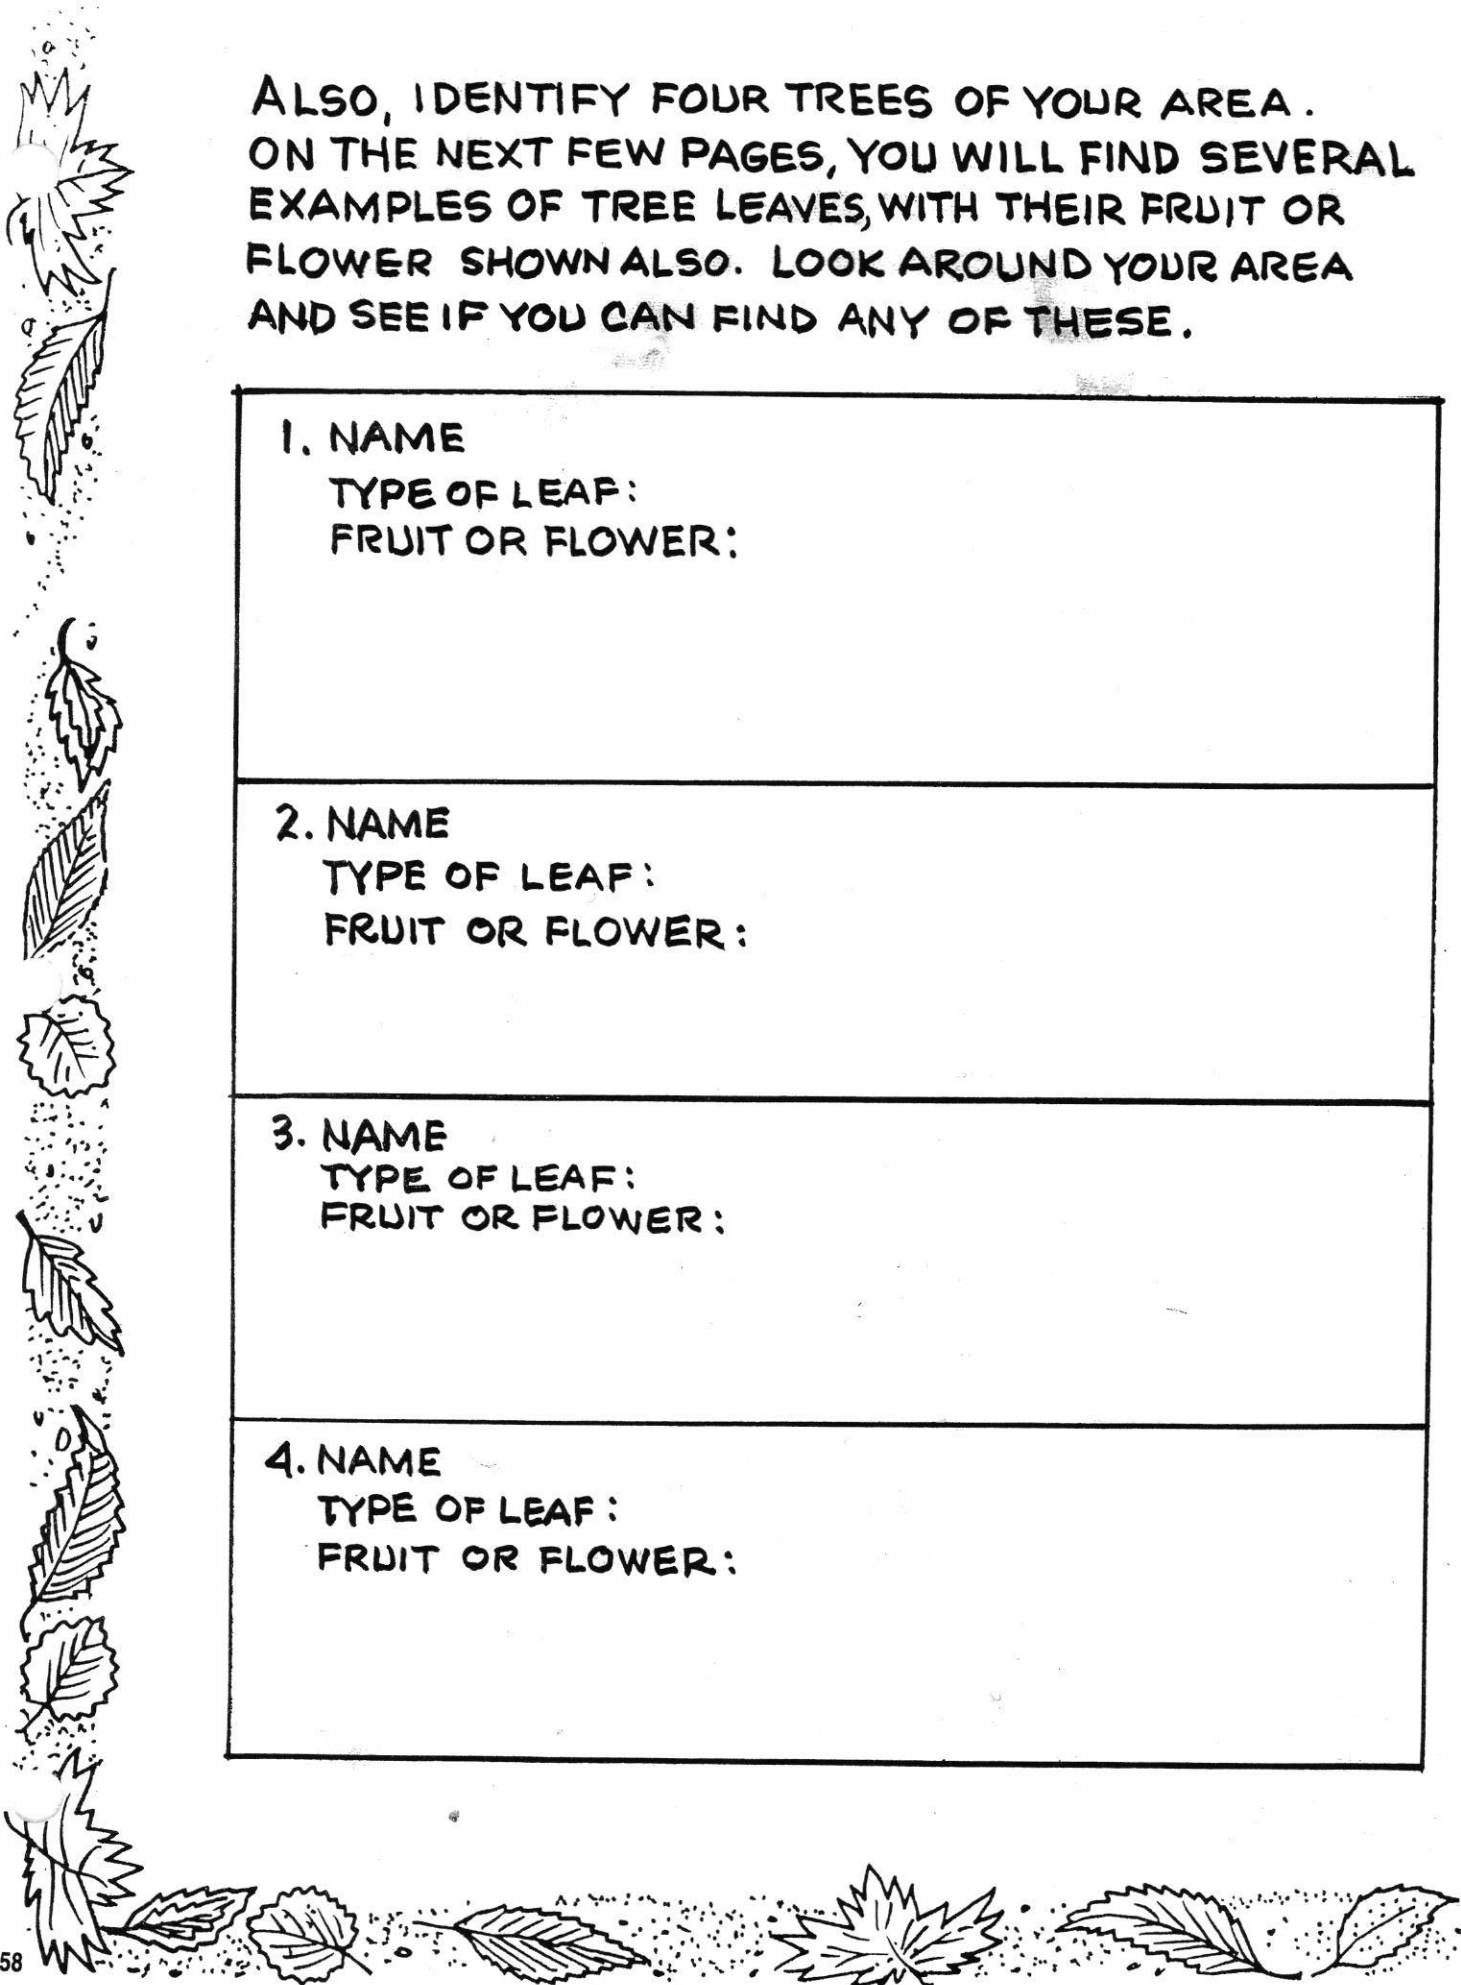 ALSO, IDENTIFY FOUR TREES OF YOUR AREA.
ON THE NEXT FEW PAGES, YOU WILL FIND SEVERAL
EXAMPLES OF TREE LEAVES, WITH THEIR FRUIT OR
FLOWER SHOWN ALSO. LOOK AROUND YOUR AREA
AND SEE IF YOU CAN FIND ANY OF THESE.
1. NAME
TYPE OF LEAF:
FRUIT OR FLOWER:
2. NAME
TYPE OF LEAF:
FRUIT OR FLOWER:
3. NAME
TYPE OF LEAF:
FRUIT OR FLOWER:
4. NAME
TYPE OF LEAF:
FRUIT OR FLOWER:
58